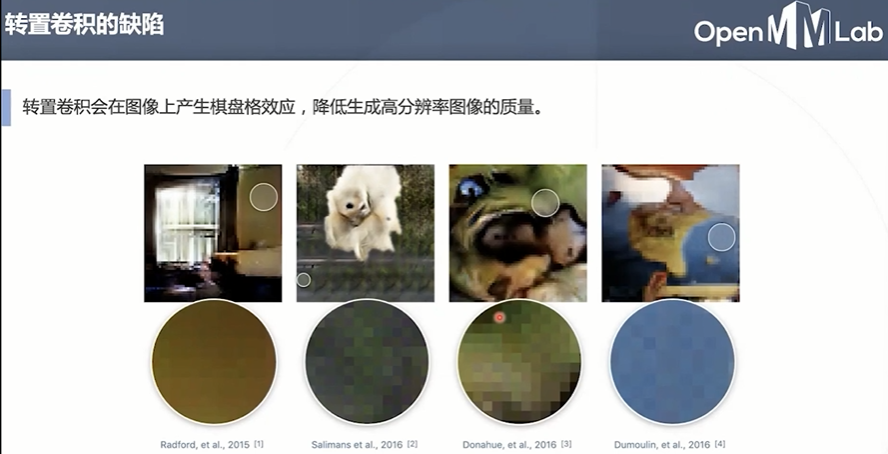 转置卷积的缺陷
OpenMMLab
转置卷积会在图像上产生棋盘格效应，降低生成高分辨率图像的质量。
Radford, et al., 2015 [1]
Salimans et al., 2016 [2]
Donahue, et al., 2016 [3]
Dumoulin, et al., 2016 [4]